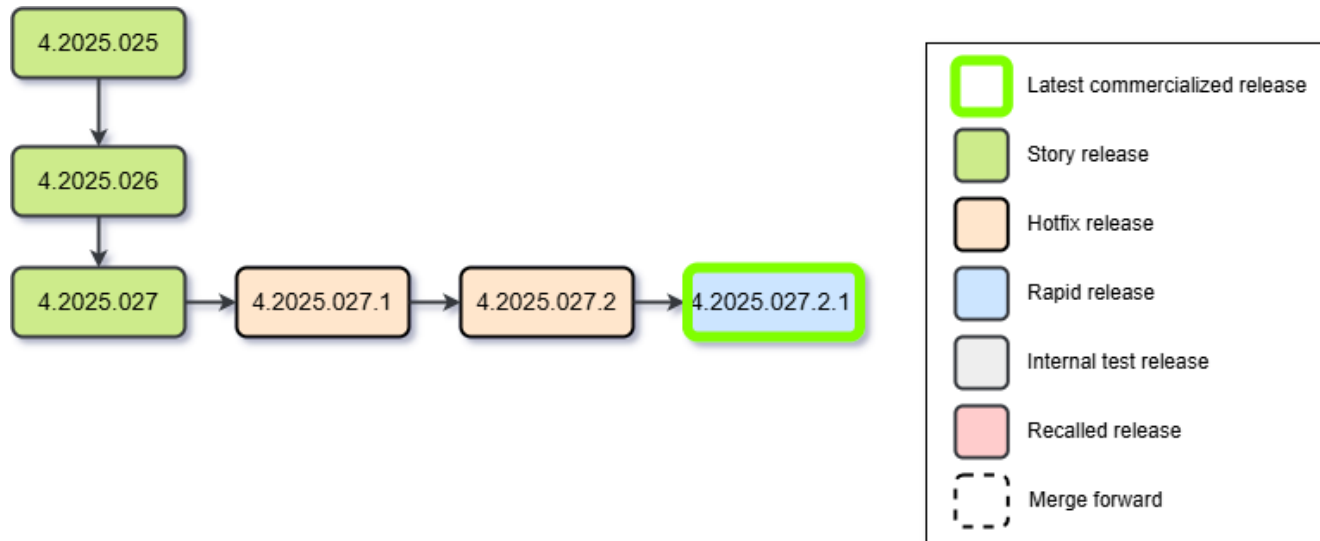 4.2025.025
4.2025.026
4.2025.027
4.2025.027.1
4.2025.027.2
4.2025.027.2.1
Latest commercialized release
Story release
Hotfix release
Rapid release
Internal test release
Recalled release
Merge forward